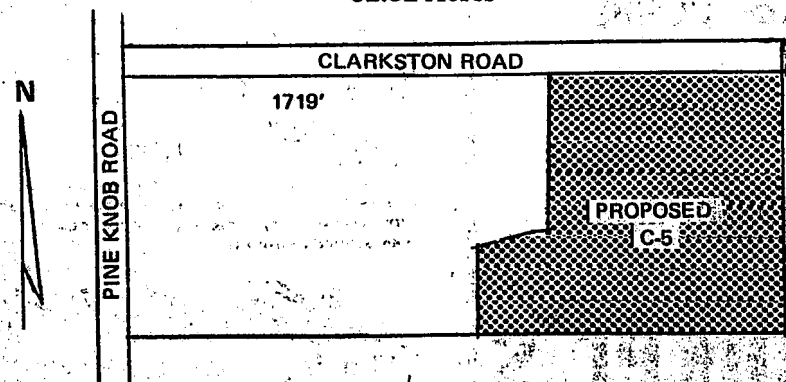 CLARKSTON ROAD
N
1719'
PINE KNOB ROAD
PROPOSED
C-5